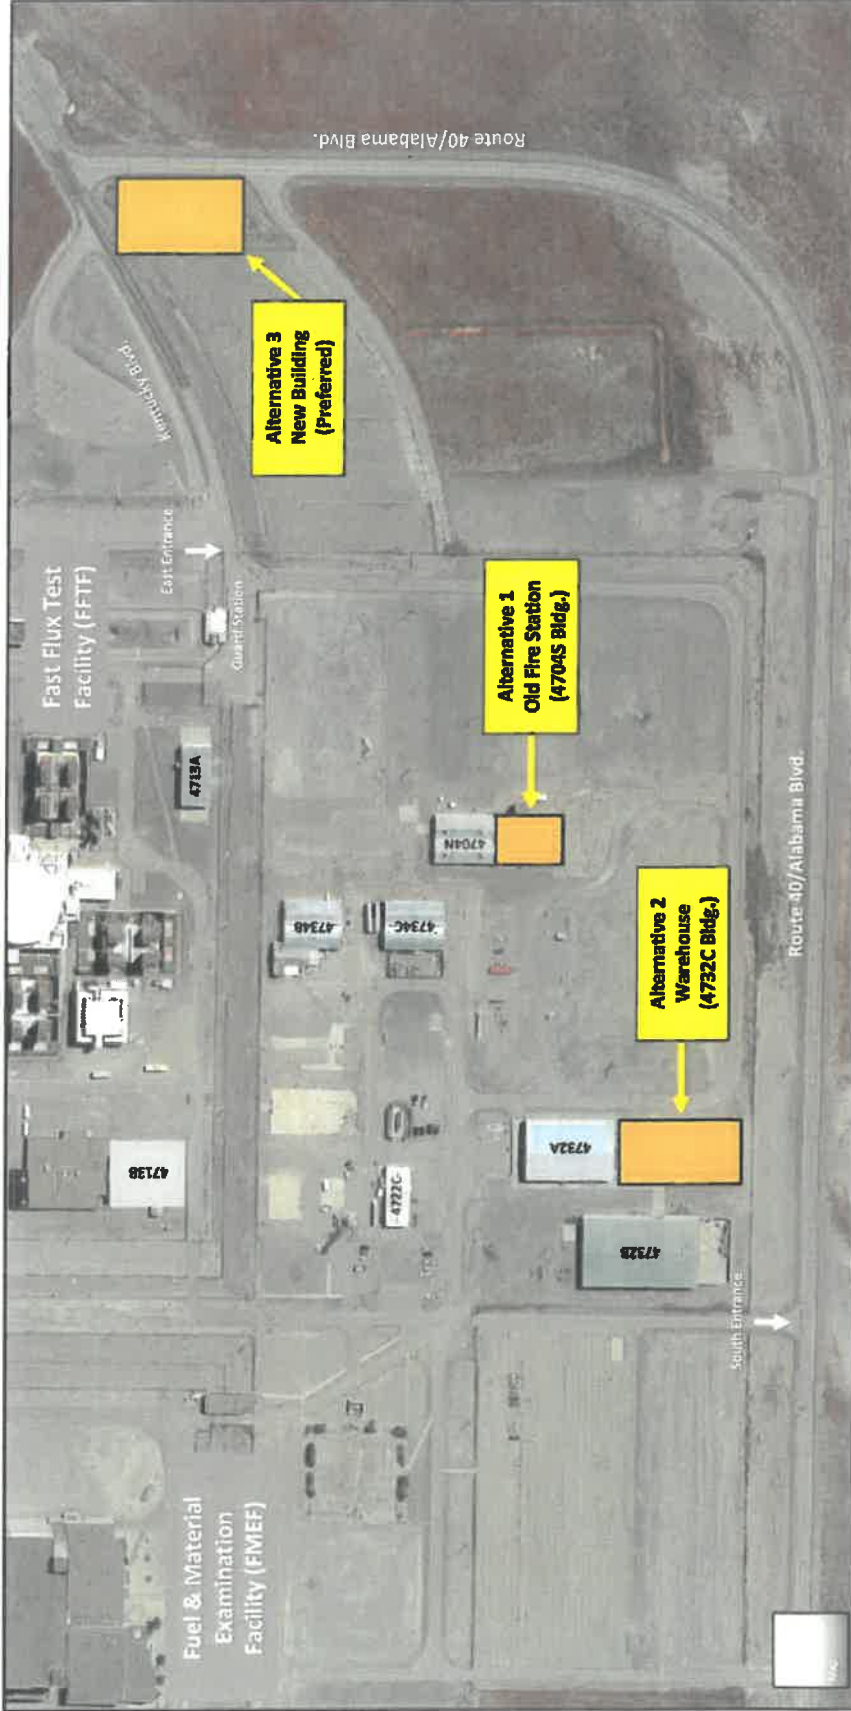 Fast Flux Test
Facility (FFTF)
Kentucky Blvd.
East Entrance
Guard Station
4713A
4713B
Fuel & Material
Examination
Facility (FMEF)
Alternative 3
New Building
(Preferred)
Route 40/Alabama Blvd.
4734B
4734C
4722C
4704N
Alternative 1
Old Fire Station
(4704S Bldg.)
4732A
4732B
Alternative 2
Warehouse
(4732C Bldg.)
South Entrance
Route 40/Alabama Blvd.